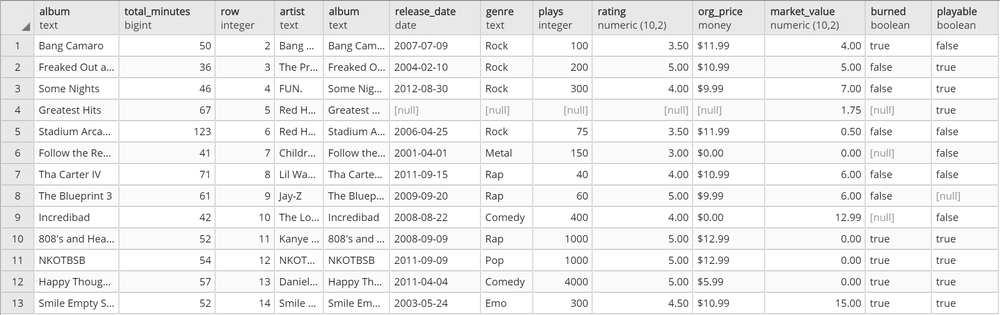 album total_minutes row artist album release_date genre plays rating org_price market_value burned playable
text bigint integer text text date text integer numeric (10,2) money numeric (10,2) boolean boolean
1 Bang Camaro 50 2 Bang ... Bang Cam... 2007-07-09 Rock 100 3.50 $11.99 4.00 true false
2 Freaked Out a... 36 3 The Pr... Freaked O... 2004-02-10 Rock 200 5.00 $10.99 5.00 false true
3 Some Nights 46 4 FUN. Some Nig... 2012-08-30 Rock 300 4.00 $9.99 7.00 false true
4 Greatest Hits 67 5 Red H... Greatest ... [null] [null] [null] [null] [null] 1.75 [null] true
5 Stadium Arca... 123 6 Red H... Stadium A... 2006-04-25 Rock 75 3.50 $11.99 0.50 false false
6 Follow the Re... 41 7 Childr... Follow the... 2001-04-01 Metal 150 3.00 $0.00 0.00 [null] false
7 Tha Carter IV 71 8 Lil Wa... Tha Carte... 2011-09-15 Rap 40 4.00 $10.99 6.00 false false
8 The Blueprint 3 61 9 Jay-Z The Bluep... 2009-09-20 Rap 60 5.00 $9.99 6.00 false [null]
9 Incredibad 42 10 The Lo... Incredibad 2008-08-22 Comedy 400 4.00 $0.00 12.99 [null] false
10 808's and Hea... 52 11 Kanye ... 808's and ... 2008-09-09 Rap 1000 5.00 $12.99 0.00 true true
11 NKOTBSB 54 12 NKOT... NKOTBSB 2011-09-09 Pop 1000 5.00 $12.99 0.00 true true
12 Happy Thoug... 57 13 Daniel... Happy Th... 2011-04-04 Comedy 4000 5.00 $5.99 0.00 true true
13 Smile Empty S... 52 14 Smile ... Smile Em... 2003-05-24 Emo 300 4.50 $10.99 15.00 true true